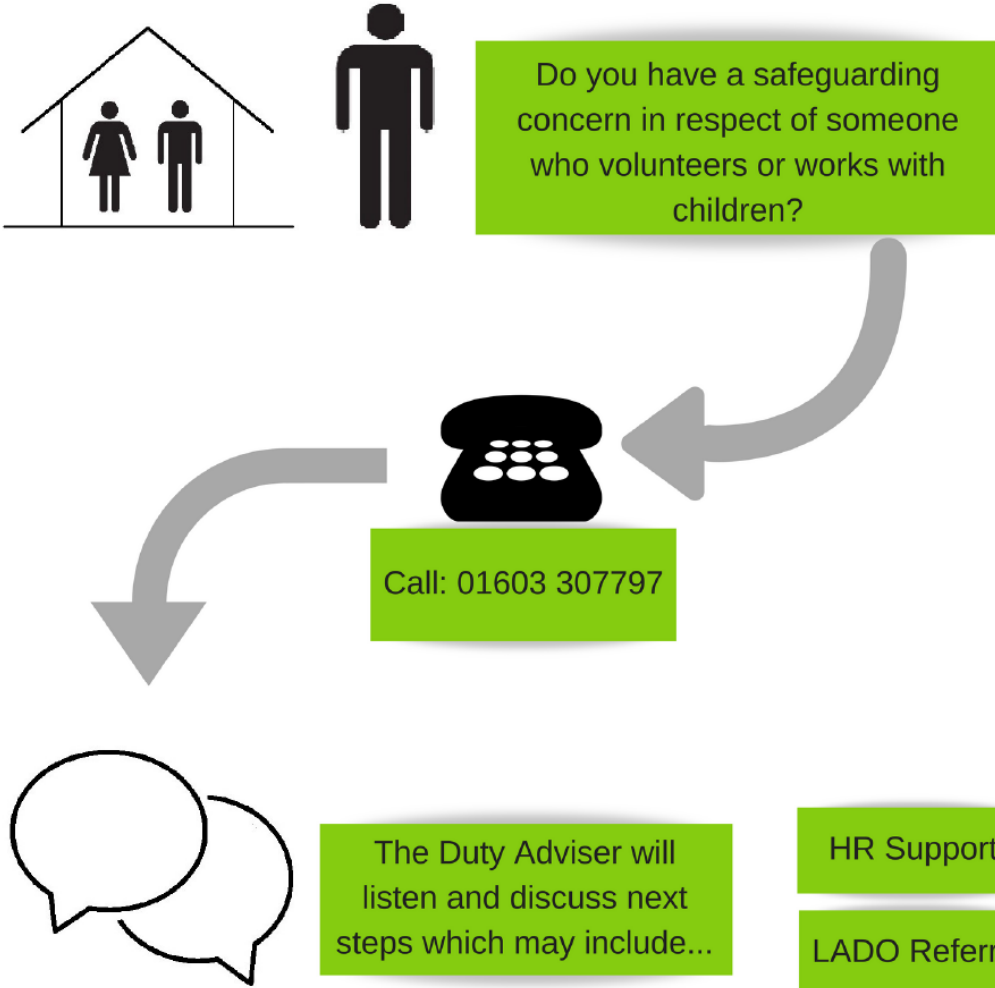 Do you have a safeguarding
concern in respect of someone
who volunteers or works with
children?
Call: 01603 307797
The Duty Adviser will
listen and discuss next
steps which may include...
HR Support
LADO